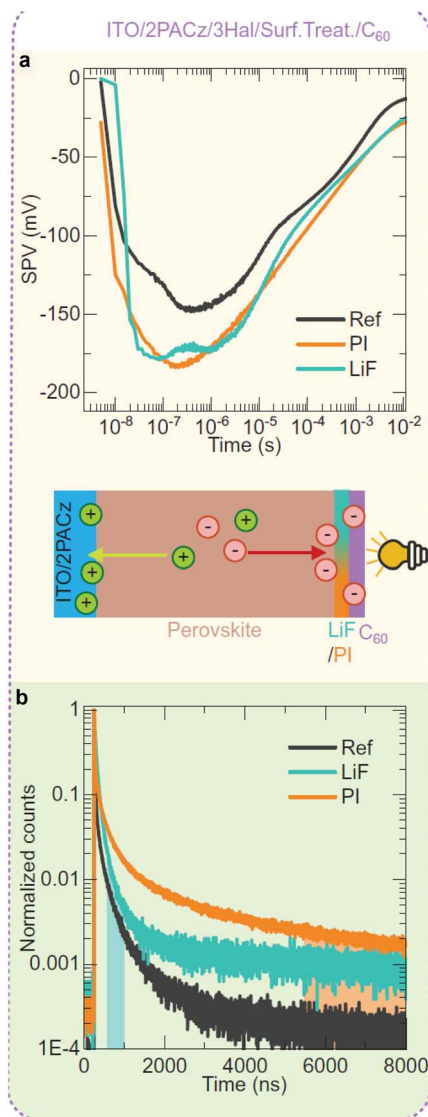 ITO/2PACz/3Hal/Surf.Treat./C₆₀
a
0
-50
-100
-150
-200
SPV (mV)
Ref
PI
LiF
10⁻⁸ 10⁻⁷ 10⁻⁶ 10⁻⁵ 10⁻⁴ 10⁻³ 10⁻²
Time (s)
ITO/2PACz
+ + + + + - - - - - -
Perovskite
LiF C₆₀
/PI
b
1
0.1
0.01
0.001
1E-4
Normalized counts
Ref
LiF
PI
0 2000 4000 6000 8000
Time (ns)